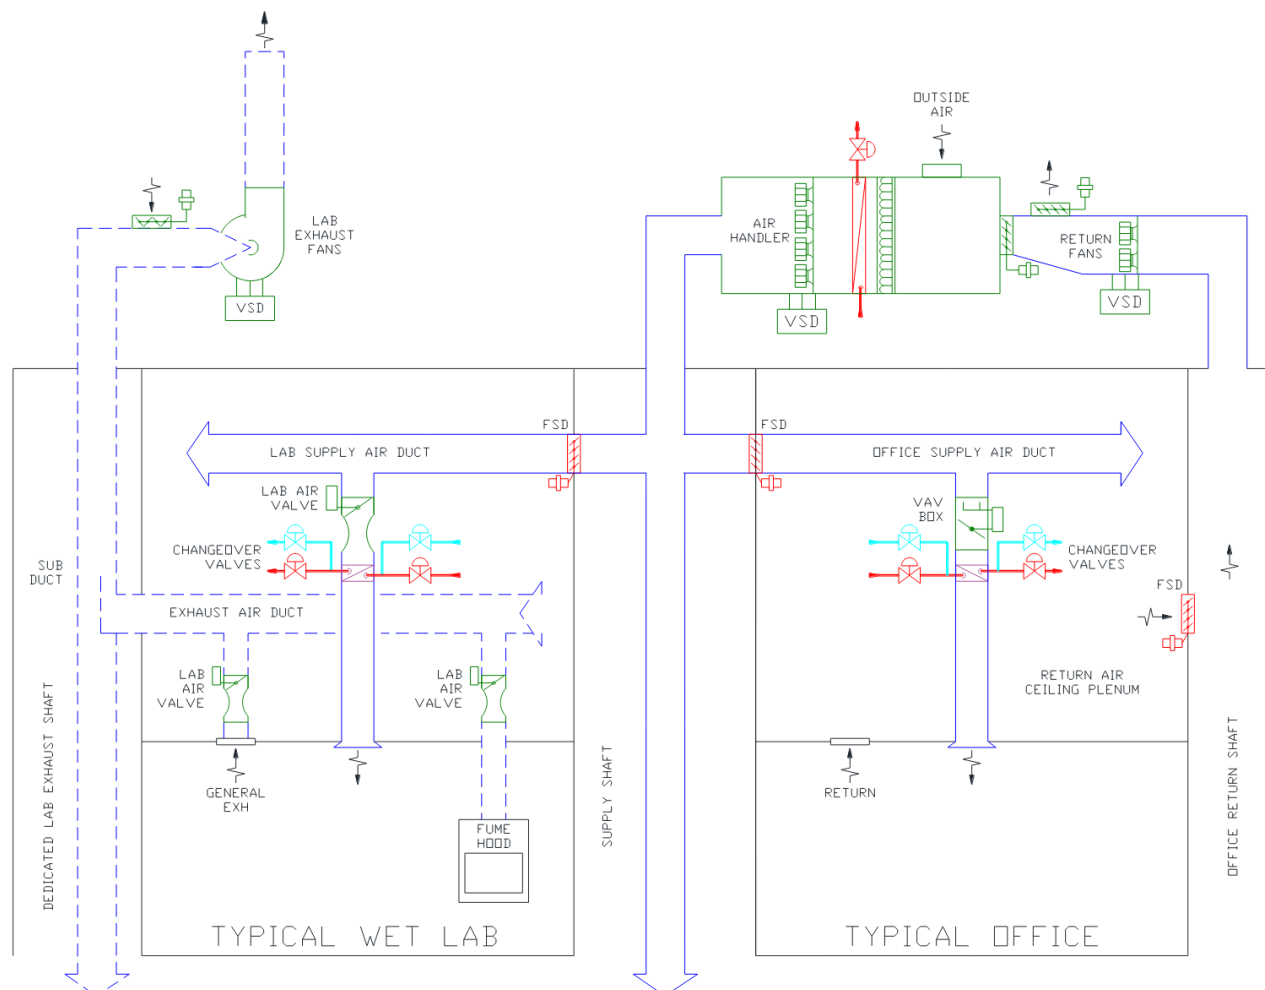 OUTSIDE
AIR
LAB
EXHAUST
FANS
AIR
HANDLER
RETURN
FANS
VSD
VSD
VSD
FSD
FSD
LAB SUPPLY AIR DUCT
OFFICE SUPPLY AIR DUCT
LAB AIR
VALVE
VAV
BOX
CHANGEOVER
VALVES
CHANGEOVER
VALVES
SUB
DUCT
FSD
EXHAUST AIR DUCT
LAB
AIR
VALVE
LAB
AIR
VALVE
RETURN AIR
CEILING PLENUM
DEDICATED LAB EXHAUST SHAFT
SUPPLY SHAFT
OFFICE RETURN SHAFT
GENERAL
EXH
RETURN
FUME
HOOD
TYPICAL WET LAB
TYPICAL OFFICE